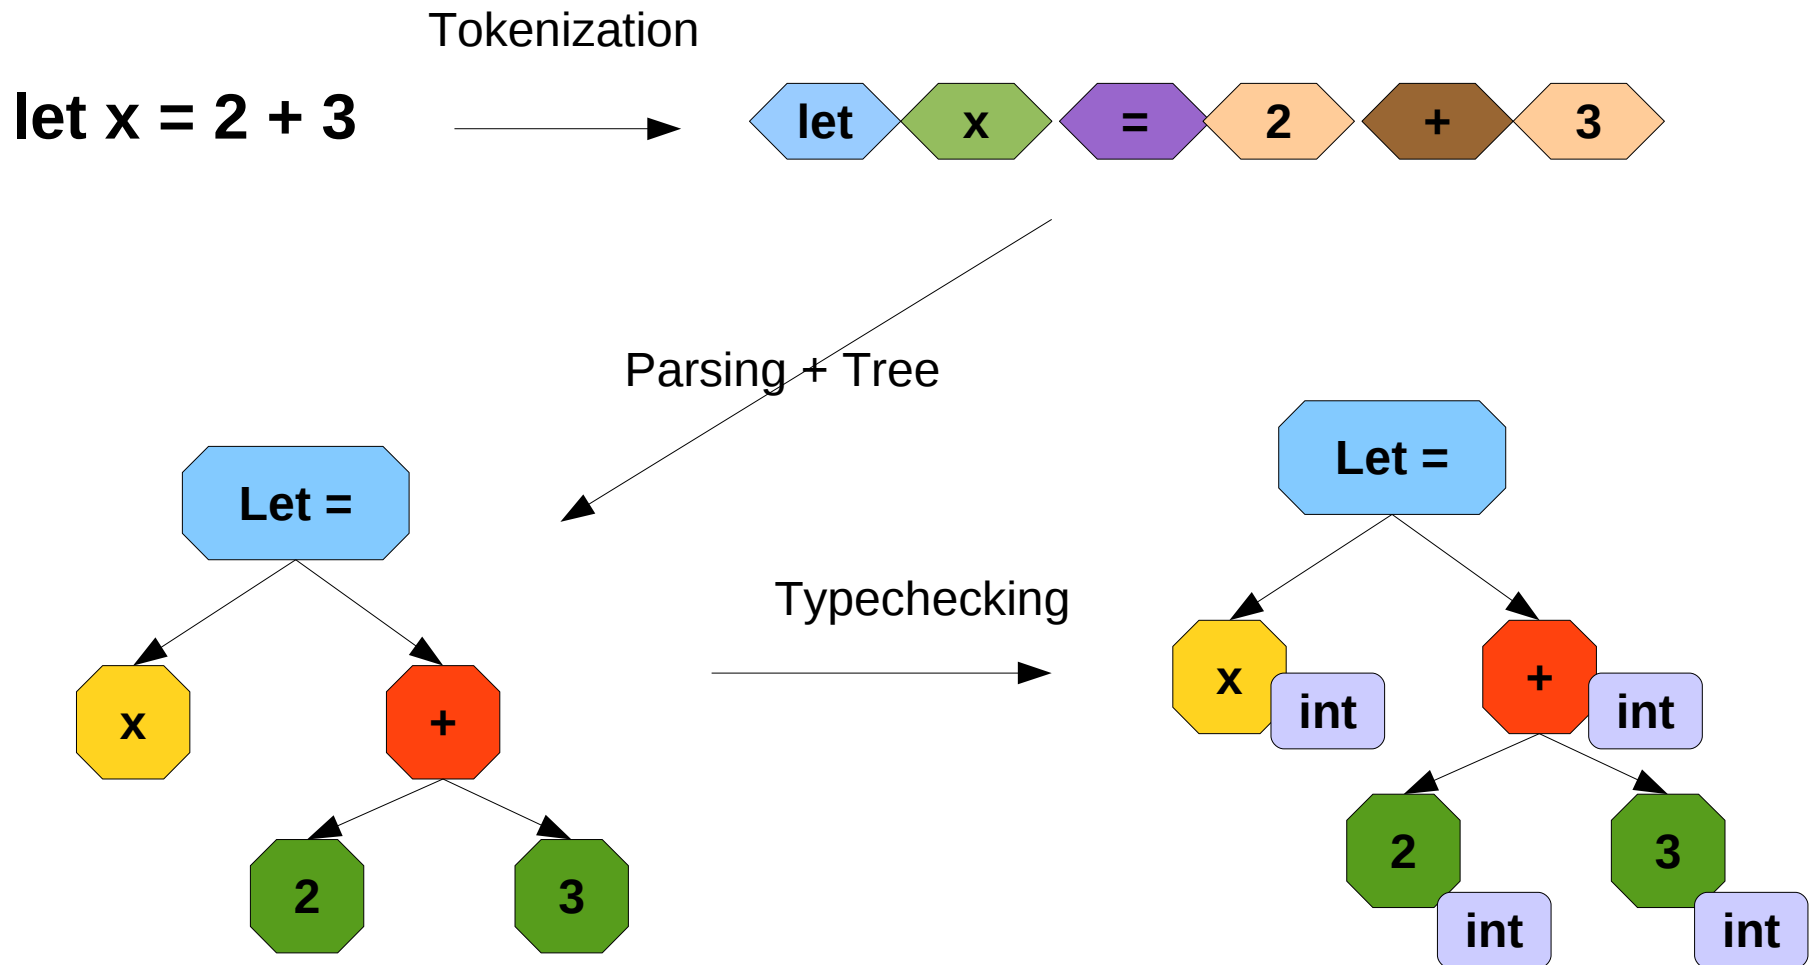 Tokenization
let x = 2 + 3
let x = 2 + 3
Parsing + Tree
Let =
x +
2 3
Typechecking
Let =
x int + int
2 3
int int